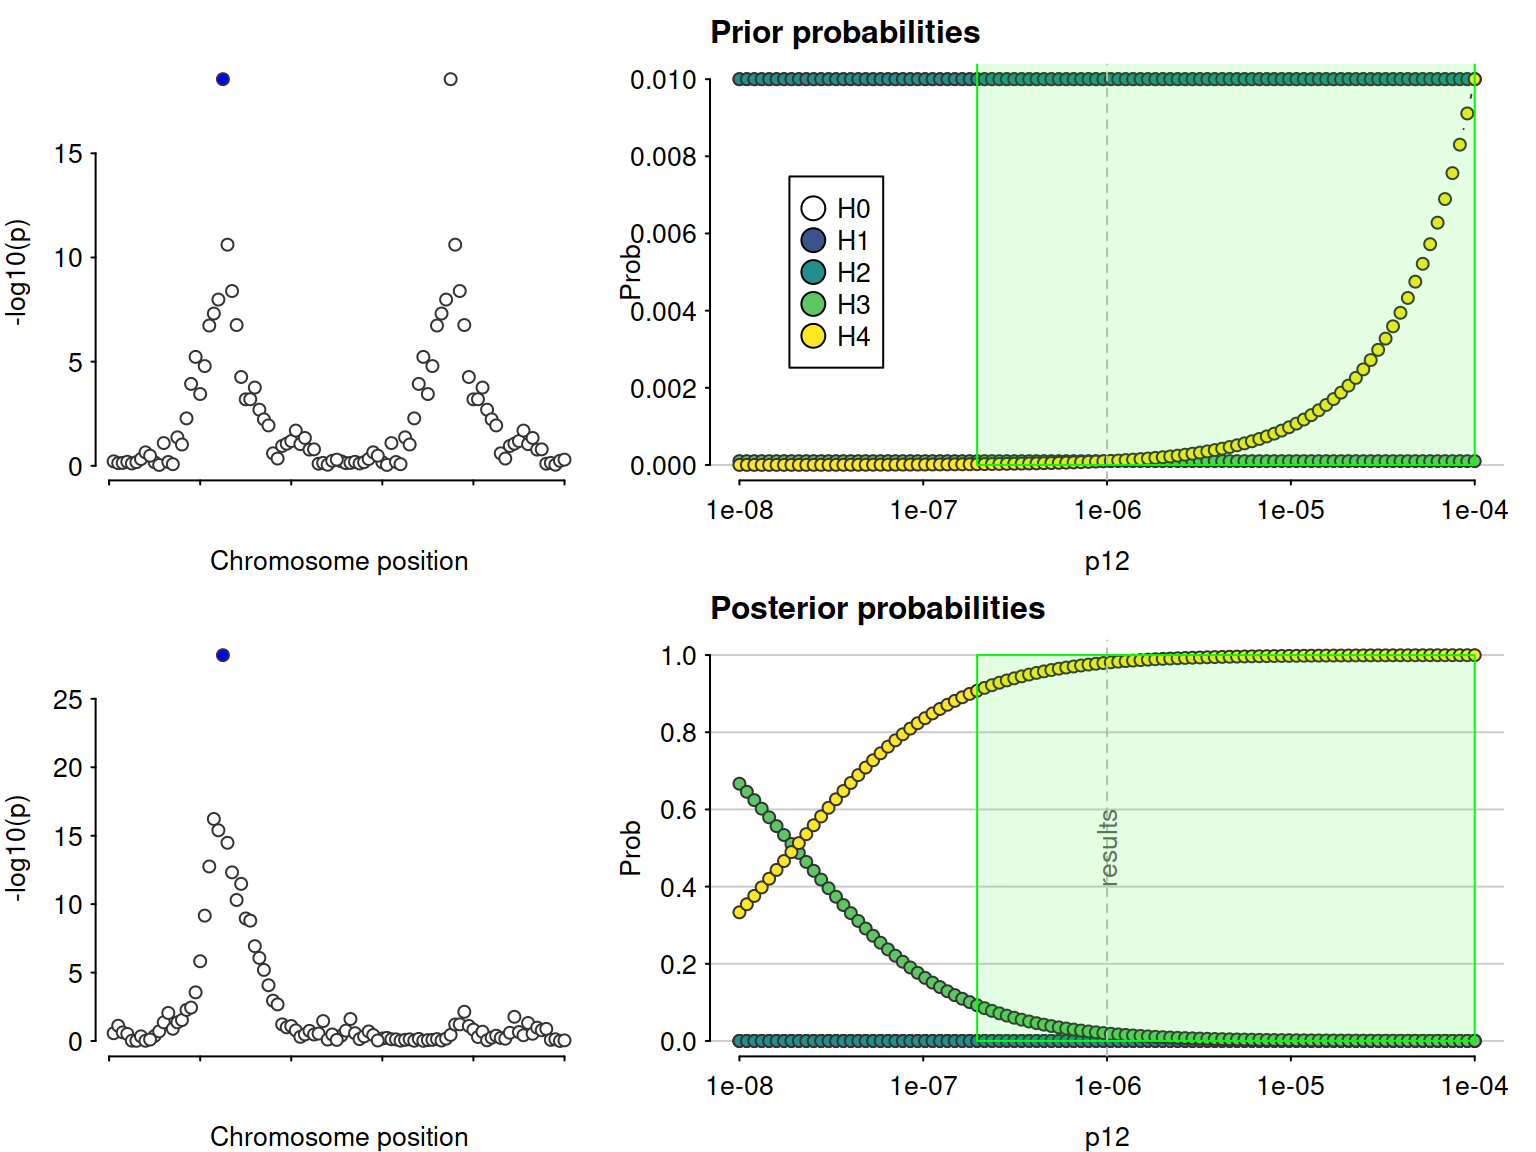 15
10
5
0
-log10(p)
Chromosome position
Prior probabilities
0.010
0.008
0.006
0.004
0.002
0.000
Prob
H0
H1
H2
H3
H4
1e-08 1e-07 1e-06 1e-05 1e-04
p12
25
20
15
10
5
0
-log10(p)
Chromosome position
Posterior probabilities
1.0
0.8
0.6
0.4
0.2
0.0
Prob
results
1e-08 1e-07 1e-06 1e-05 1e-04
p12